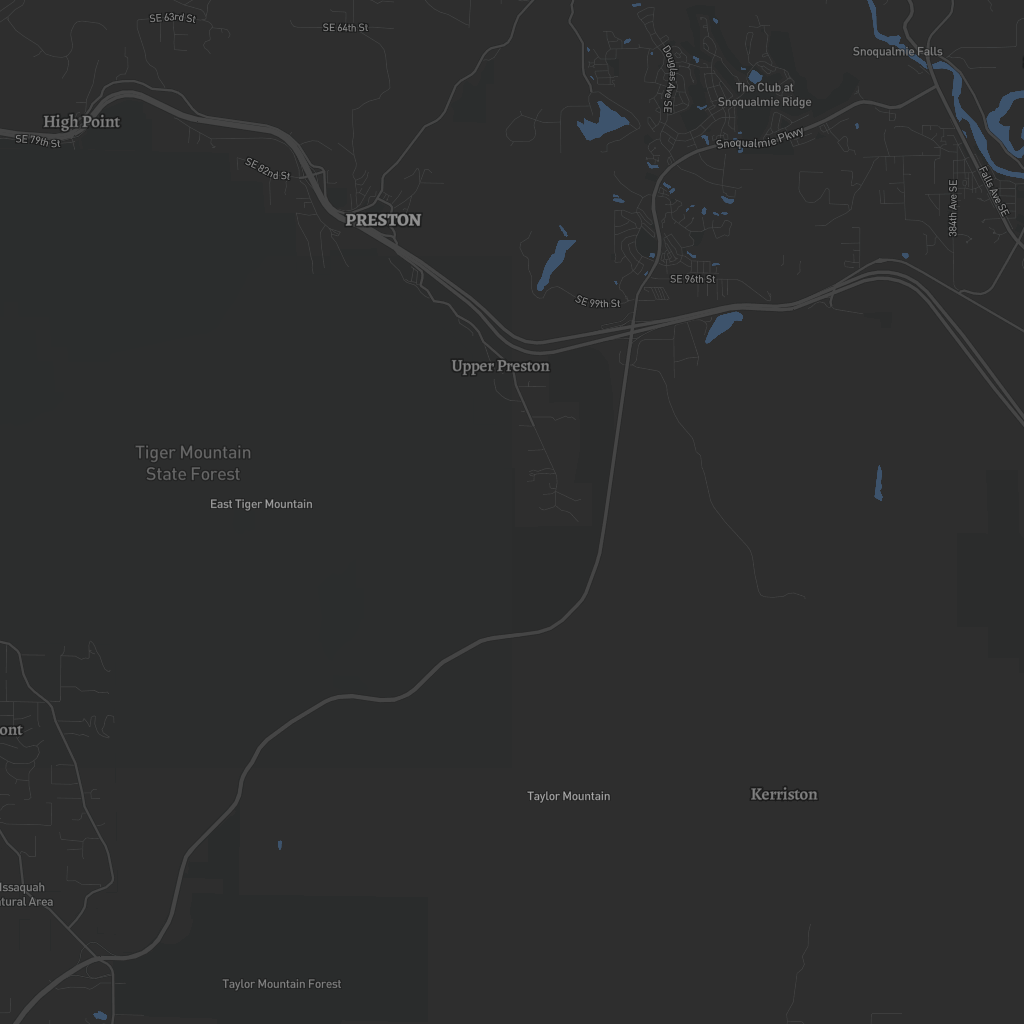 SE 63rd St
SE 64th St
Douglas Ave SE
Snoqualmie Falls
The Club at
Snoqualmie Ridge
High Point
SE 79th St
Snoqualmie Pkwy
SE 82nd St
Falls Ave SE
384th Ave SE
PRESTON
SE 96th St
SE 99th St
Upper Preston
Tiger Mountain
State Forest
East Tiger Mountain
ont
Taylor Mountain
Kerriston
Issaquah
atural Area
Taylor Mountain Forest